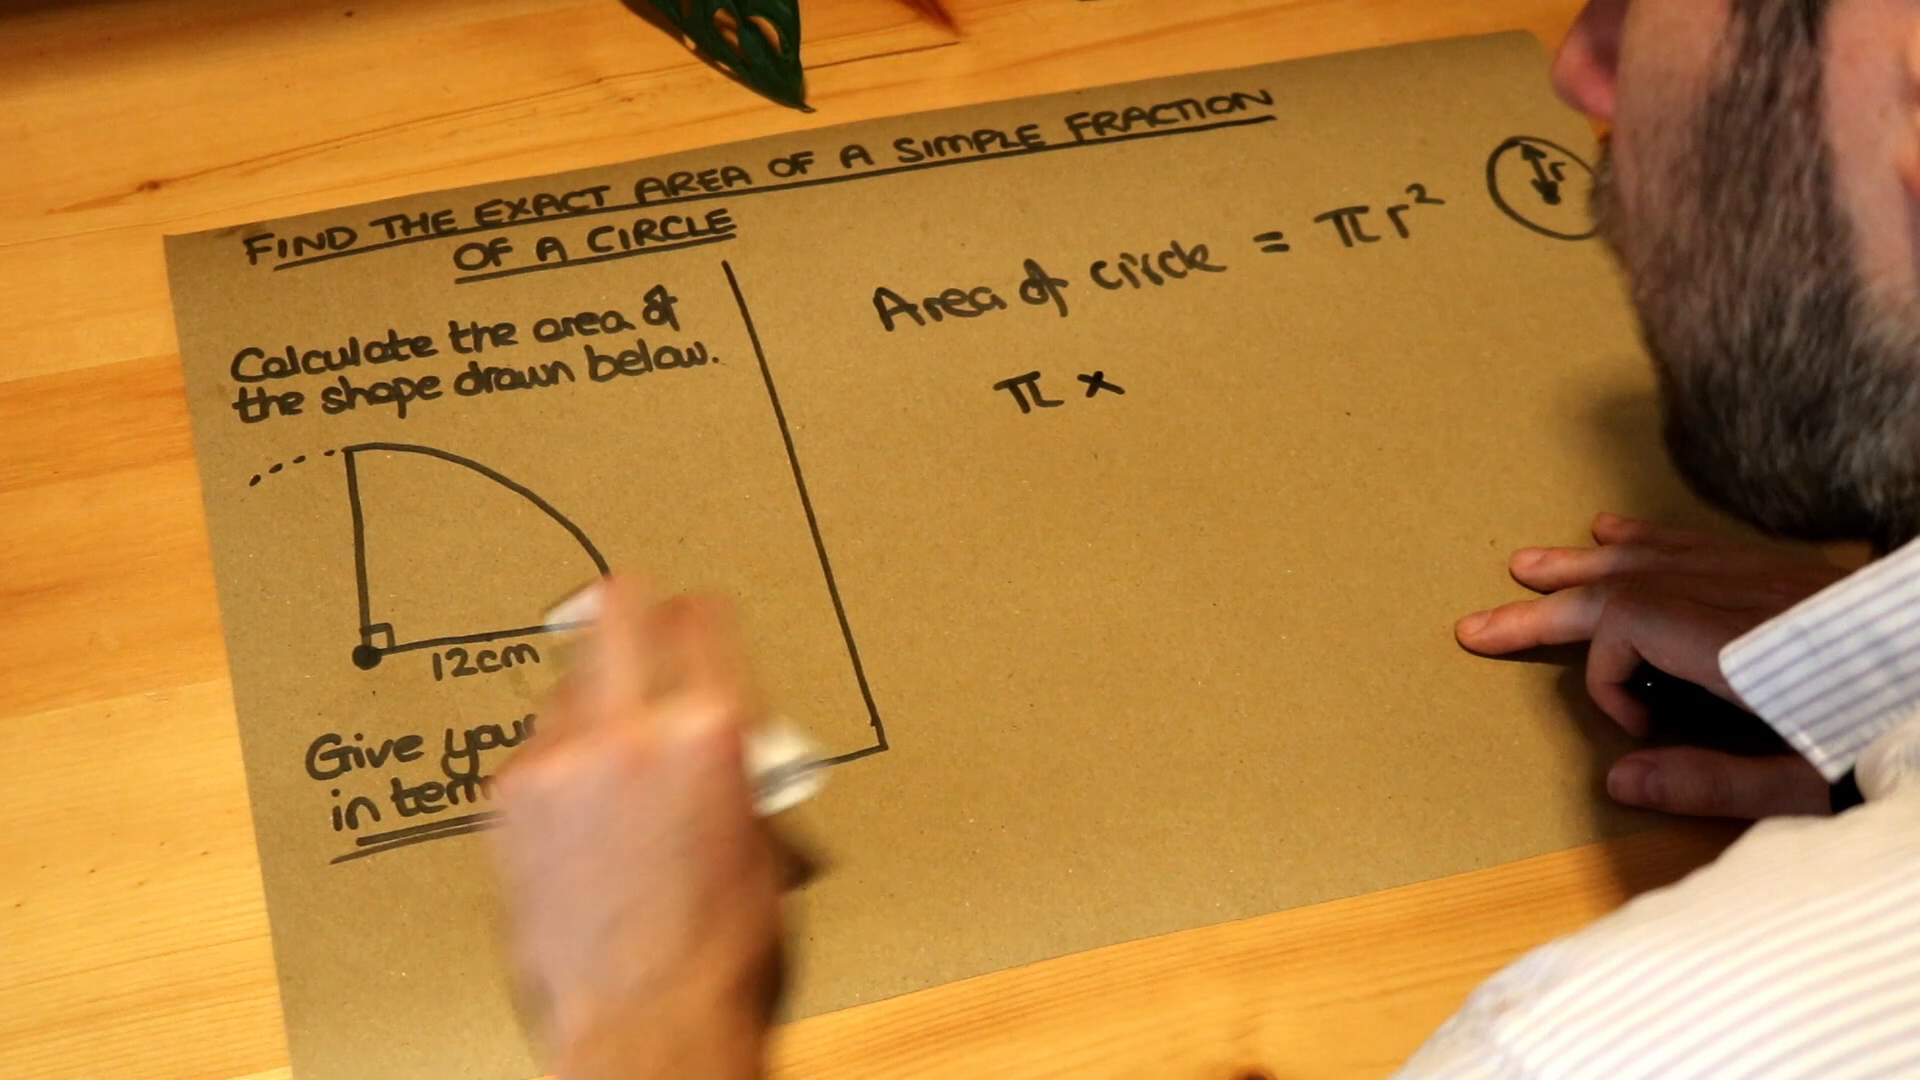 FIND THE EXACT AREA OF A SIMPLE FRACTION
OF A CIRCLE
Calculate the area of
the shape drawn below.
12cm
Give your
in
Area of circle = πr²
r
π ×